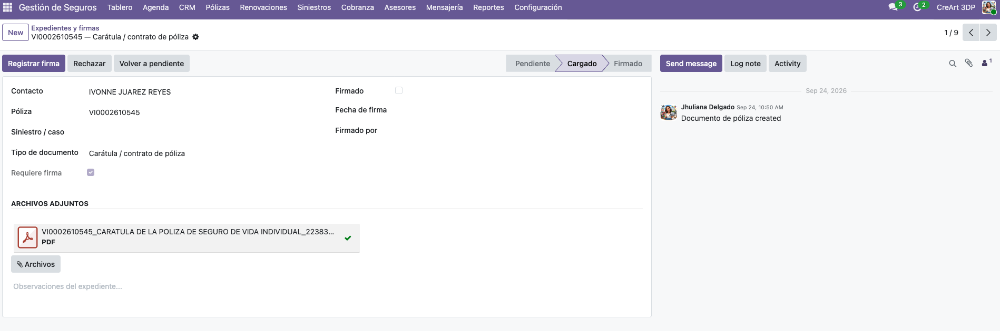 Gestión de Seguros Tablero Agenda CRM Pólizas Renovaciones Siniestros Cobranza Asesores Mensajería Reportes Configuración 3 2 CreArt 3DP
New Expedientes y firmas
VI0002610545 — Carátula / contrato de póliza
1 / 9
Registrar firma Rechazar Volver a pendiente Pendiente Cargado Firmado Send message Log note Activity 1
Contacto IVONNE JUAREZ REYES Firmado
Póliza VI0002610545 Fecha de firma
Siniestro / caso Firmado por
Tipo de documento Carátula / contrato de póliza
Requiere firma
ARCHIVOS ADJUNTOS
VI0002610545_CARATULA DE LA POLIZA DE SEGURO DE VIDA INDIVIDUAL_22383...
PDF
Archivos
Observaciones del expediente...
Sep 24, 2026
Jhuliana Delgado Sep 24, 10:50 AM
Documento de póliza created